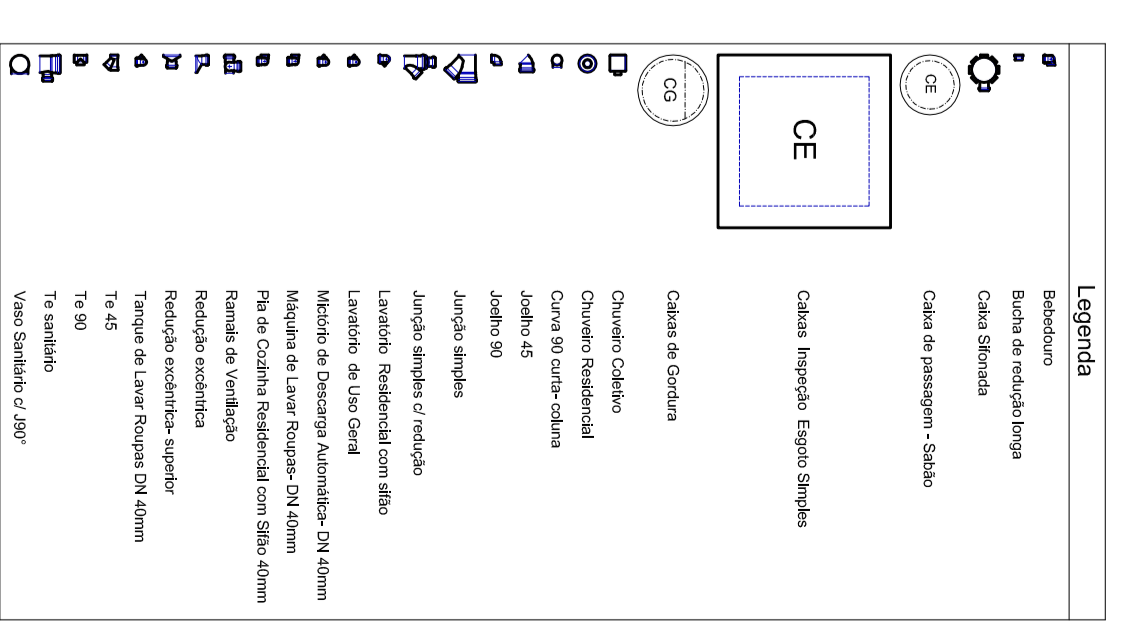 Legenda
Bebedouro
Bucha de redução longa
Caixa Sifonada
CE Caixa de passagem - Sabão
CE Caixas Inspeção Esgoto SImples
CG Caixas de Gordura
Chuveiro Coletivo
Chuveiro Residencial
Curva 90 curta- coluna
Joelho 45
Joelho 90
Junção simples
Junção simples c/ redução
Lavatório Residencial com sifão
Lavatório de Uso Geral
Mictório de Descarga Automática- DN 40mm
Máquina de Lavar Roupas- DN 40mm
Pia de Cozinha Residencial com Sifão 40mm
Ramais de Ventilação
Redução excêntrica
Redução excêntrica- superior
Tanque de Lavar Roupas DN 40mm
Te 45
Te 90
Te sanitário
Vaso Sanitário c/ J90°